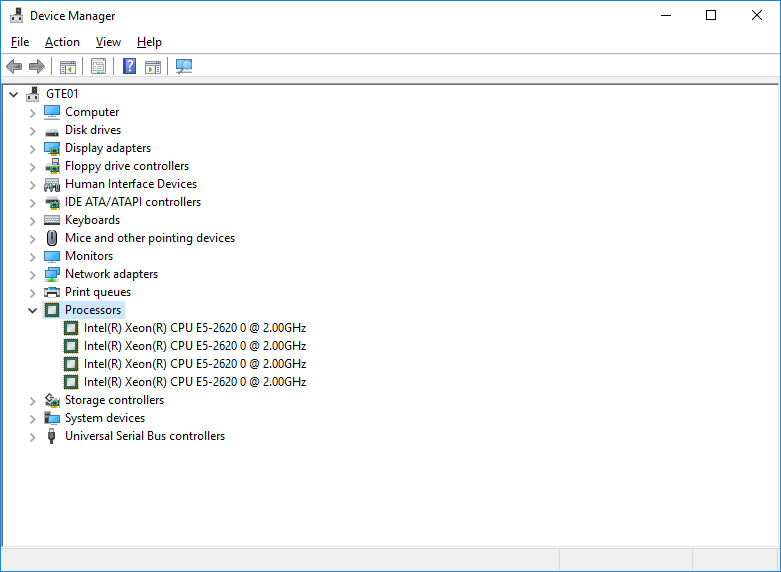 Device Manager
File Action View Help
GTE01
Computer
Disk drives
Display adapters
Floppy drive controllers
Human Interface Devices
IDE ATA/ATAPI controllers
Keyboards
Mice and other pointing devices
Monitors
Network adapters
Print queues
Processors
Intel(R) Xeon(R) CPU E5-2620 0 @ 2.00GHz
Intel(R) Xeon(R) CPU E5-2620 0 @ 2.00GHz
Intel(R) Xeon(R) CPU E5-2620 0 @ 2.00GHz
Intel(R) Xeon(R) CPU E5-2620 0 @ 2.00GHz
Storage controllers
System devices
Universal Serial Bus controllers